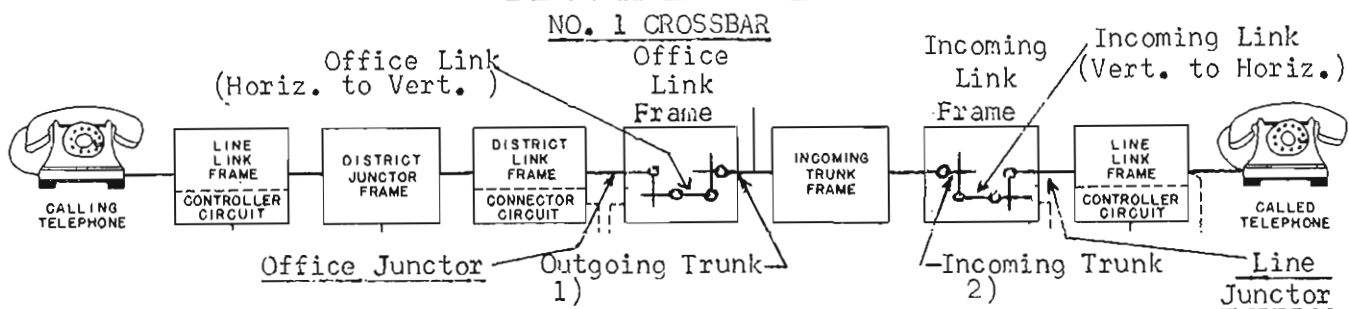 NO. 1 CROSSBAR
Office Link
(Horiz. to Vert. )
Office
Link
Frame
Incoming
Link
Frame
Incoming Link
(Vert. to Horiz.)
CALLING
TELEPHONE
LINE
LINK
FRAME
CONTROLLER
CIRCUIT
DISTRICT
JUNCTOR
FRAME
DISTRICT
LINK
FRAME
CONNECTOR
CIRCUIT
INCOMING
TRUNK
FRAME
LINE
LINK
FRAME
CONTROLLER
CIRCUIT
CALLED
TELEPHONE
Office Junctor
Outgoing Trunk
1)
Incoming Trunk
2)
Line
Junctor